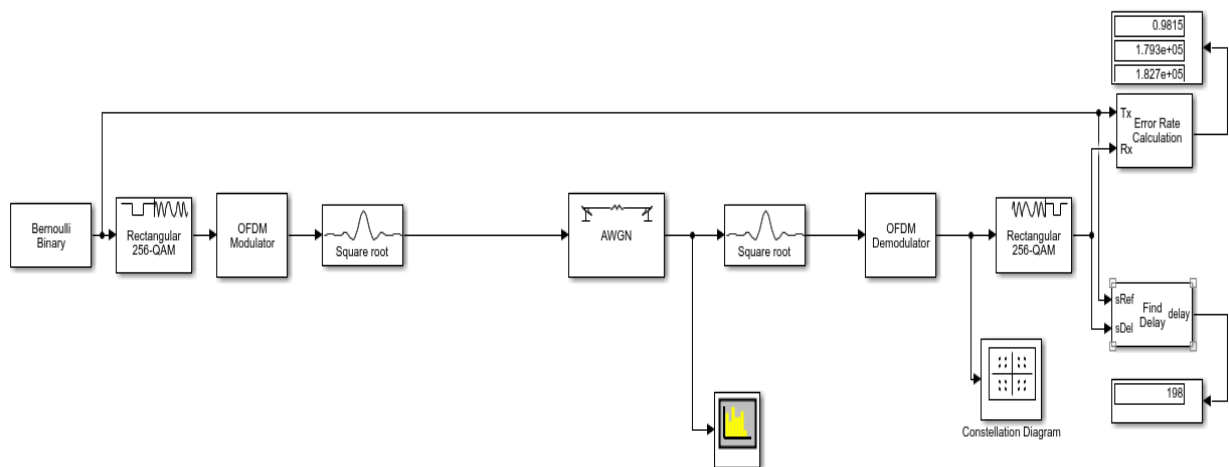 0.9815
1.793e+05
1.827e+05
Tx
Rx
Error Rate
Calculation
Bernoulli
Binary
Rectangular
256-QAM
OFDM
Modulator
Square root
AWGN
Square root
OFDM
Demodulator
Rectangular
256-QAM
sRef
sDel
Find
Delay
delay
198
Constellation Diagram